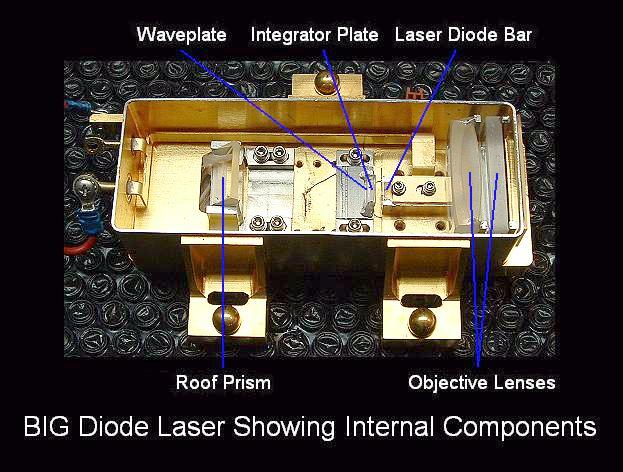 Waveplate Integrator Plate Laser Diode Bar
Roof Prism Objective Lenses
BIG Diode Laser Showing Internal Components